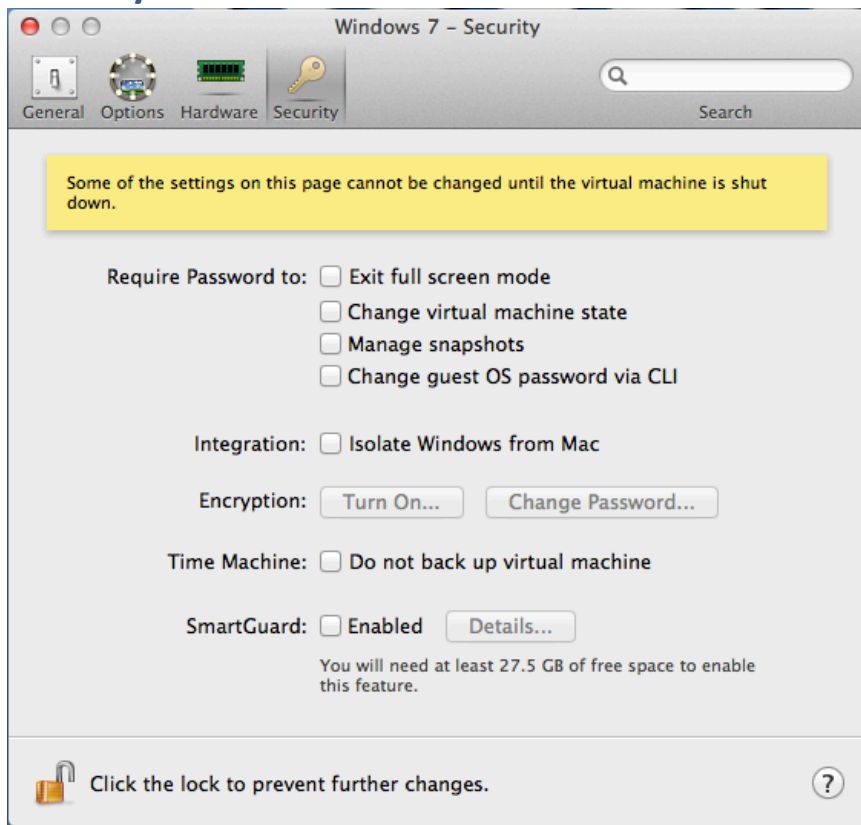 Windows 7 – Security
General Options Hardware Security
Search
Some of the settings on this page cannot be changed until the virtual machine is shut
down.
Require Password to: Exit full screen mode
Change virtual machine state
Manage snapshots
Change guest OS password via CLI
Integration: Isolate Windows from Mac
Encryption: Turn On... Change Password...
Time Machine: Do not back up virtual machine
SmartGuard: Enabled Details...
You will need at least 27.5 GB of free space to enable
this feature.
Click the lock to prevent further changes. ?